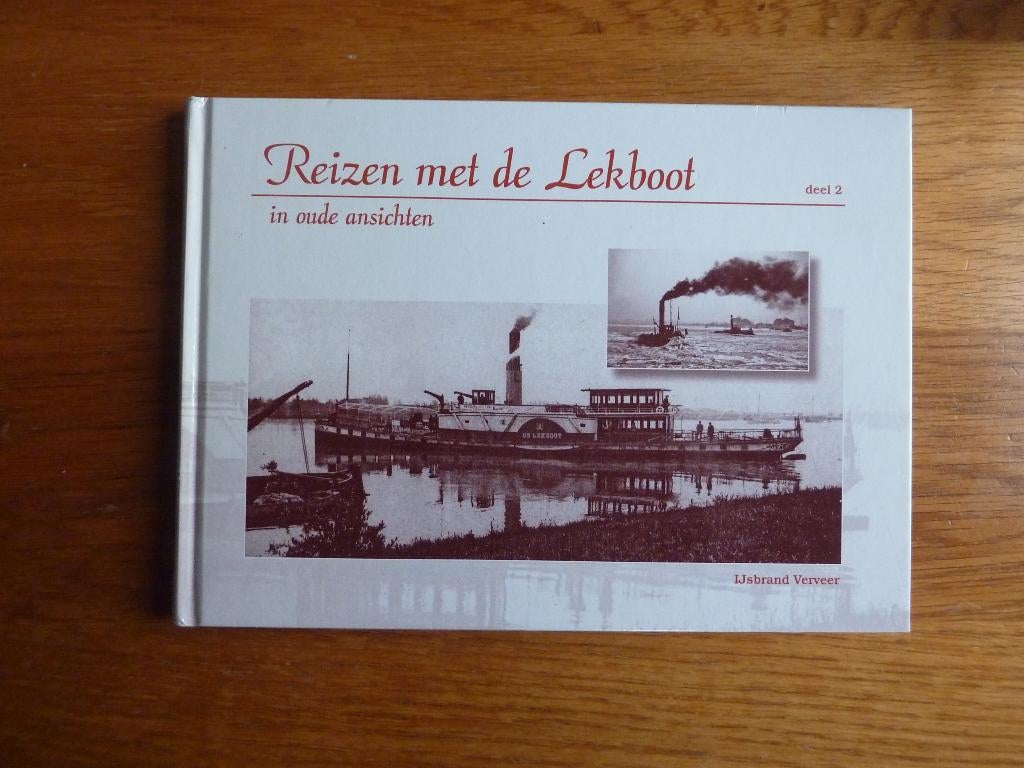 Reizen met de Lekboot
deel 2
in oude ansichten
DE LEKBOOT
IJsbrand Verveer